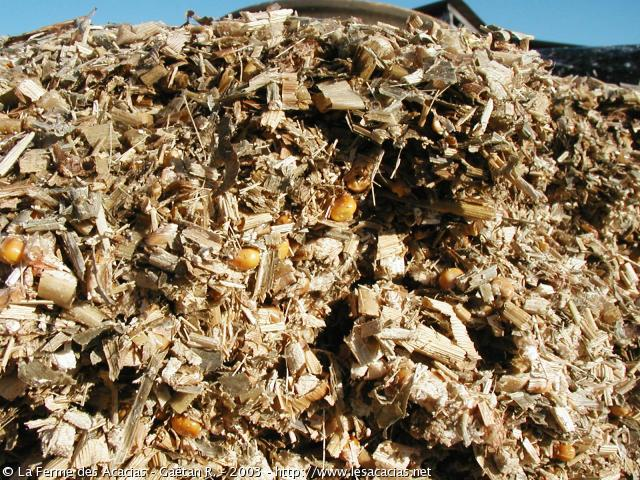 © La Ferme des Acacias - Gaëtan R. - 2003 - http://www.lesacacias.net